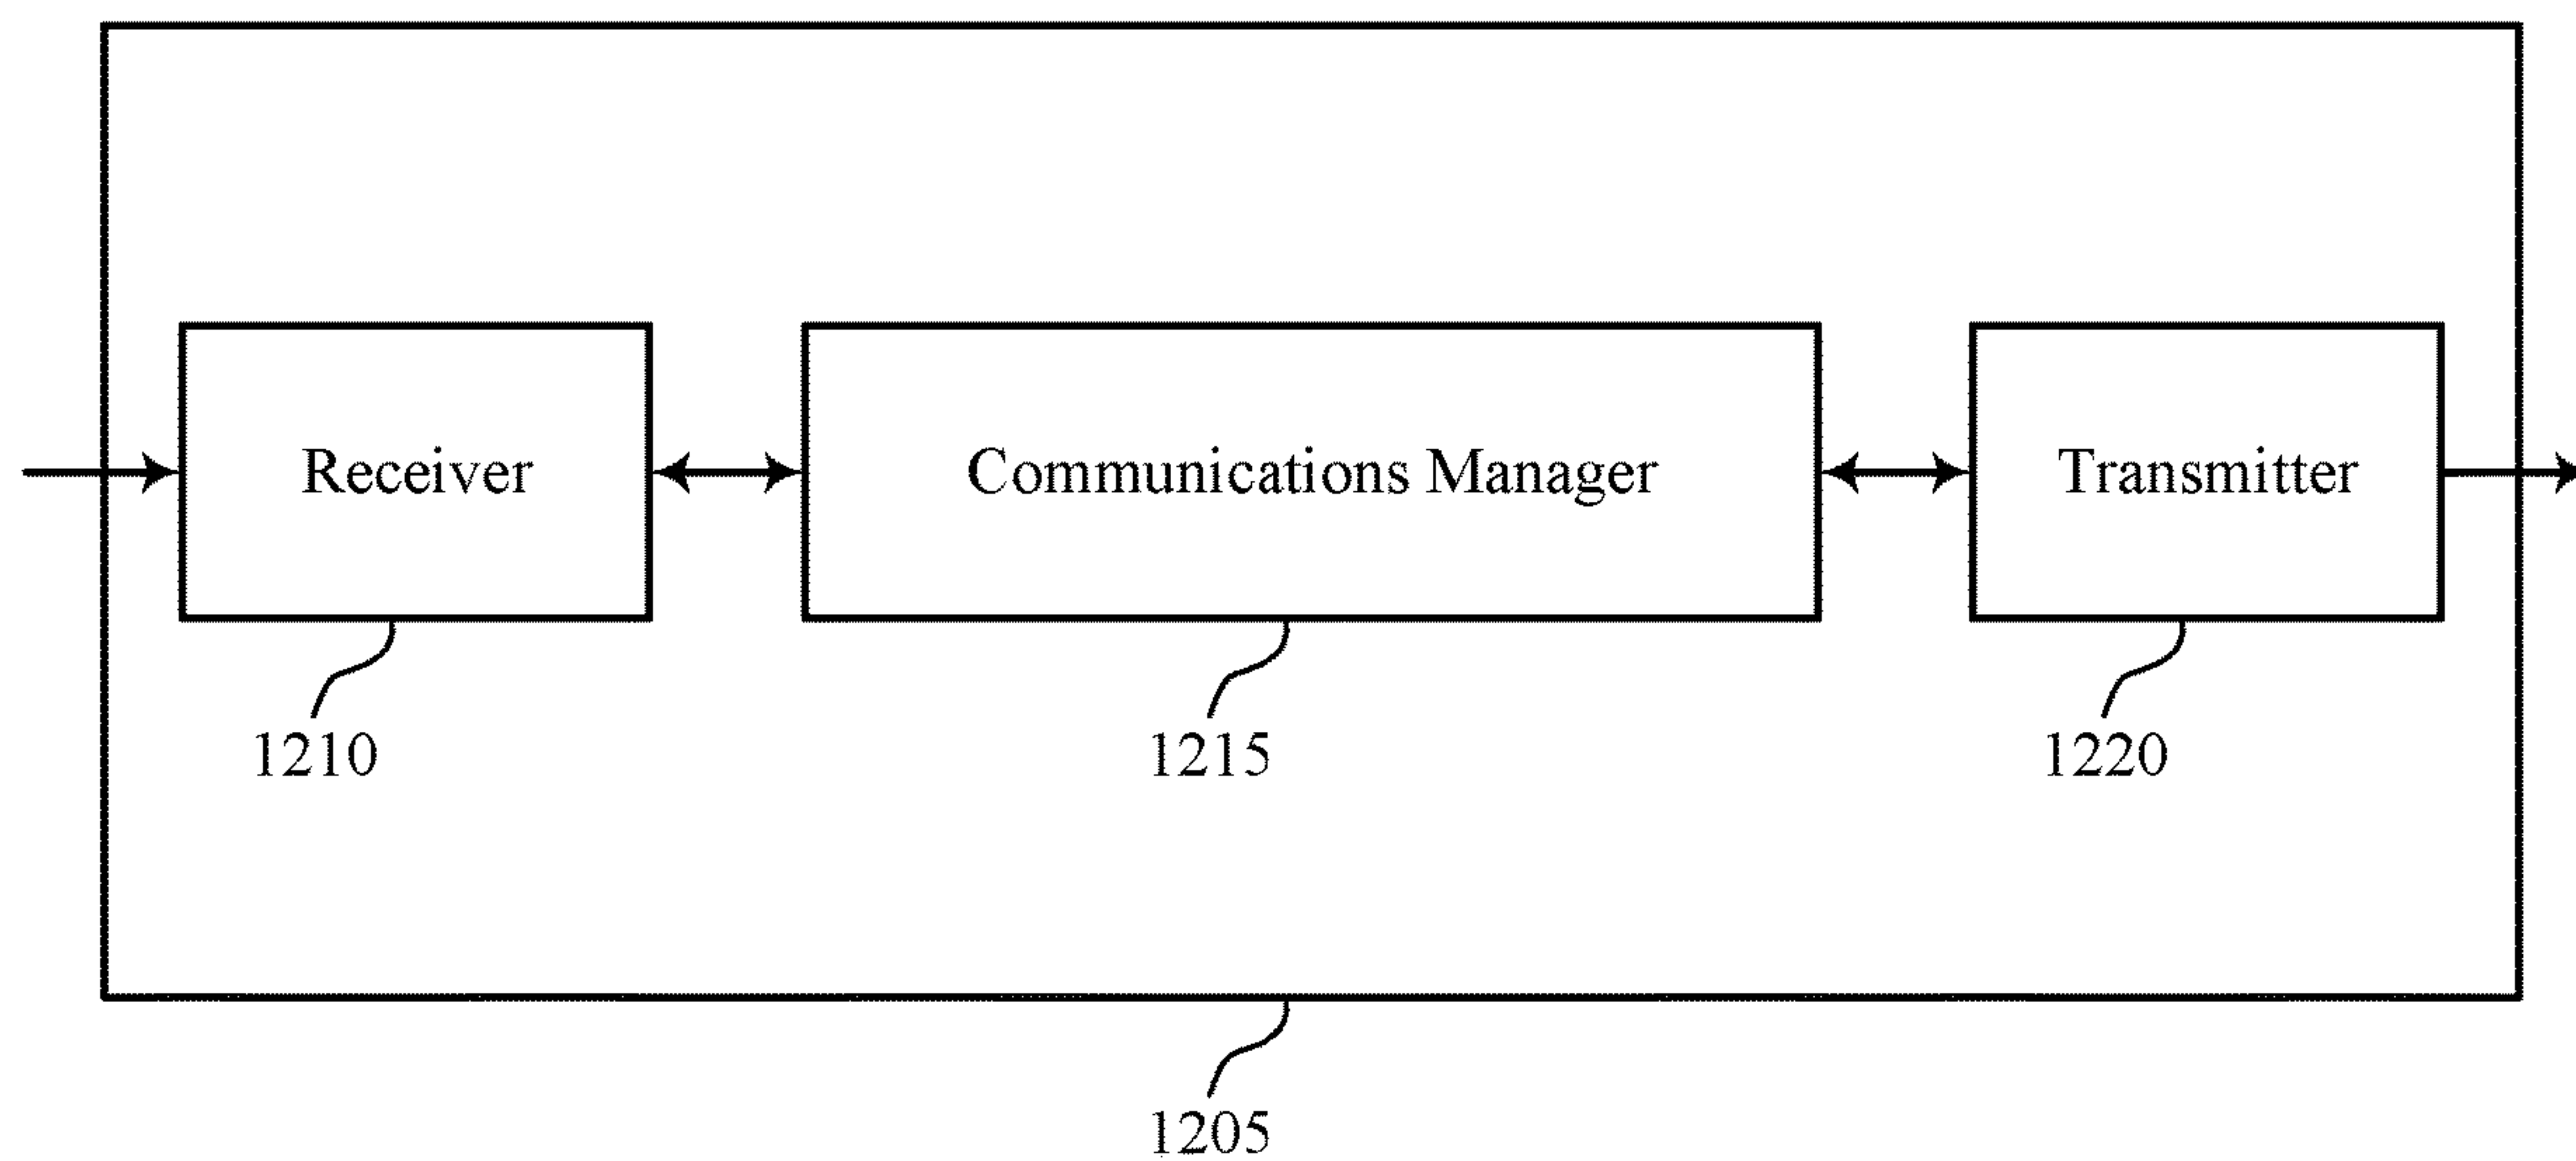 Receiver
Communications Manager
Transmitter
1210
1215
1220
1205